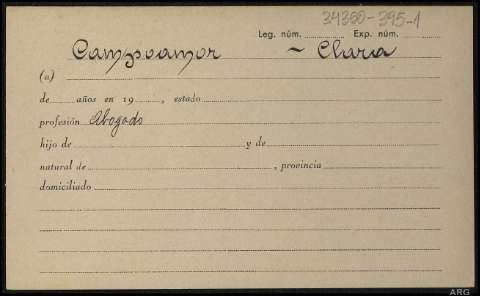 34360-395-1
Leg. núm. Exp. núm.
Campoamor ~ Clara
(a)
de años en 19 , estado
profesión Abogado
hijo de y de
natural de , provincia
domiciliado
ARG